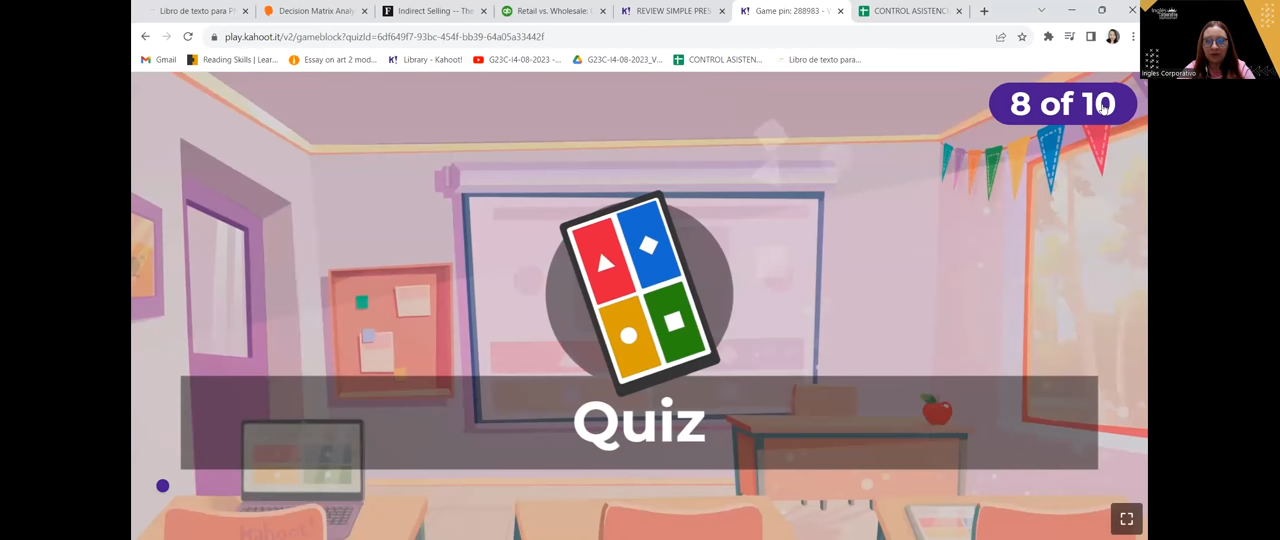 Libro de texto para P
Decision Matrix Anal
Indirect Selling -- The
Retail vs. Wholesale:
REVIEW SIMPLE PRES
Game pin: 288983 - V
CONTROL ASISTENC
play.kahoot.it/v2/gameblock?quizId=6df649f7-93bc-454f-bb39-64a05a33442f
Gmail
Reading Skills | Lear...
Essay on art 2 mod...
Library - Kahoot!
G23C-I4-08-2023 -...
G23C-I4-08-2023_V...
CONTROL ASISTEN...
Libro de texto para...
Inglés Corporativo
8 of 10
Quiz
Kahoot!